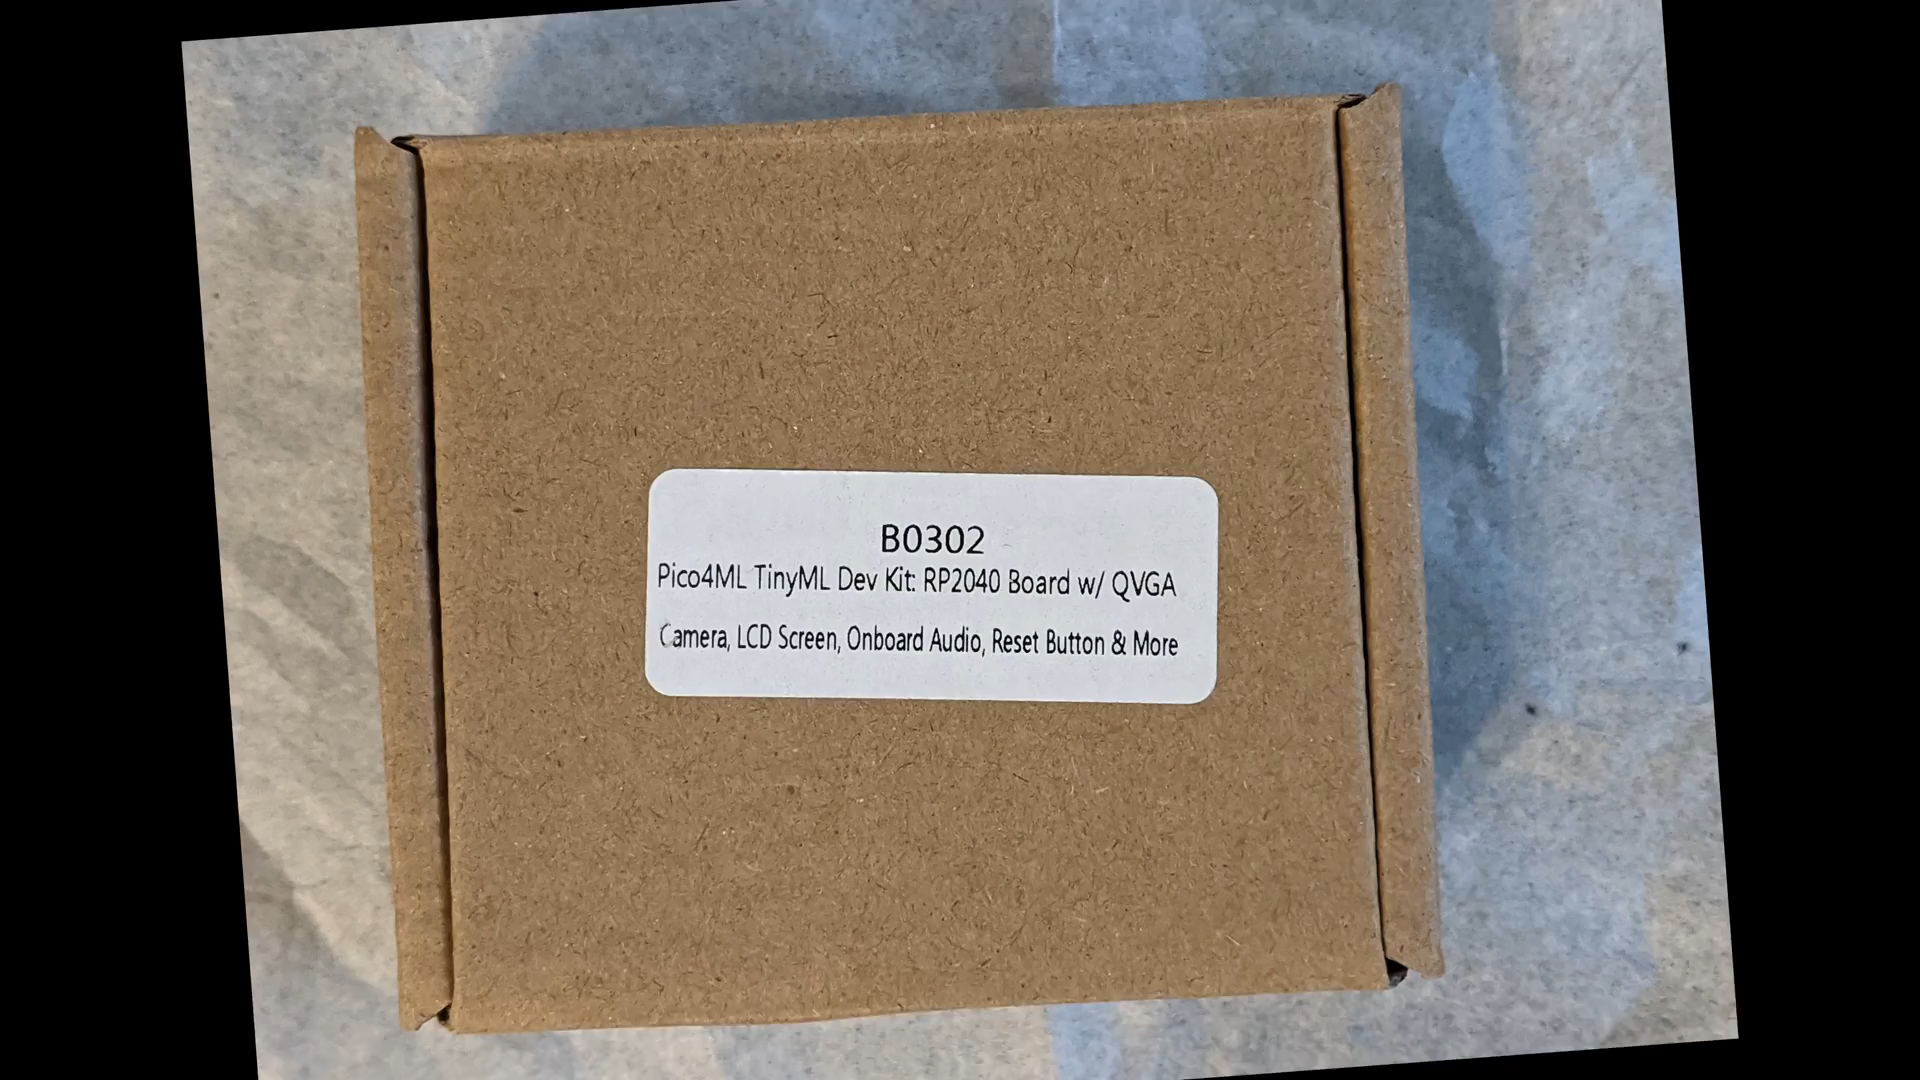 B0302
Pico4ML TinyML Dev Kit: RP2040 Board w/ QVGA
Camera, LCD Screen, Onboard Audio, Reset Button & More